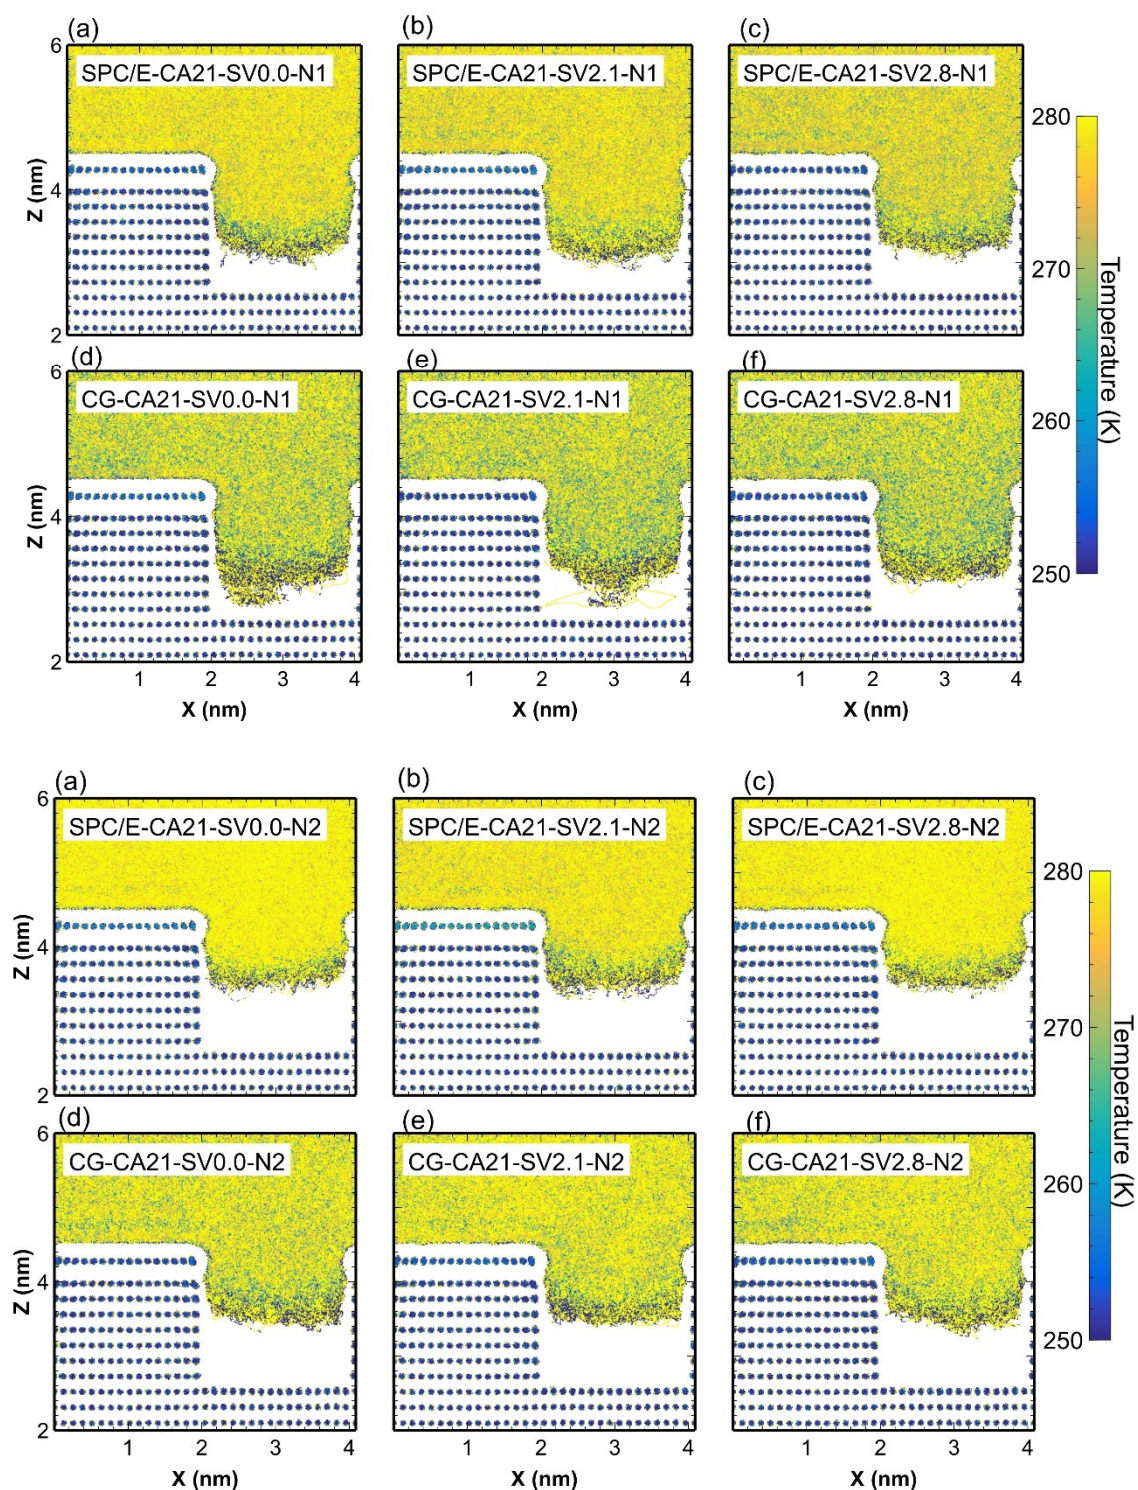 (a) (b) (c)
6
SPC/E-CA21-SV0.0-N1 SPC/E-CA21-SV2.1-N1 SPC/E-CA21-SV2.8-N1
280
Z (nm)
4
270
2
Temperature (K)
(d) (e) (f)
6
CG-CA21-SV0.0-N1 CG-CA21-SV2.1-N1 CG-CA21-SV2.8-N1
260
Z (nm)
4
250
2
1 2 3 4 1 2 3 4 1 2 3 4
X (nm) X (nm) X (nm)
(a) (b) (c)
6
SPC/E-CA21-SV0.0-N2 SPC/E-CA21-SV2.1-N2 SPC/E-CA21-SV2.8-N2
280
Z (nm)
4
270
2
Temperature (K)
(d) (e) (f)
6
CG-CA21-SV0.0-N2 CG-CA21-SV2.1-N2 CG-CA21-SV2.8-N2
260
Z (nm)
4
250
2
1 2 3 4 1 2 3 4 1 2 3 4
X (nm) X (nm) X (nm)